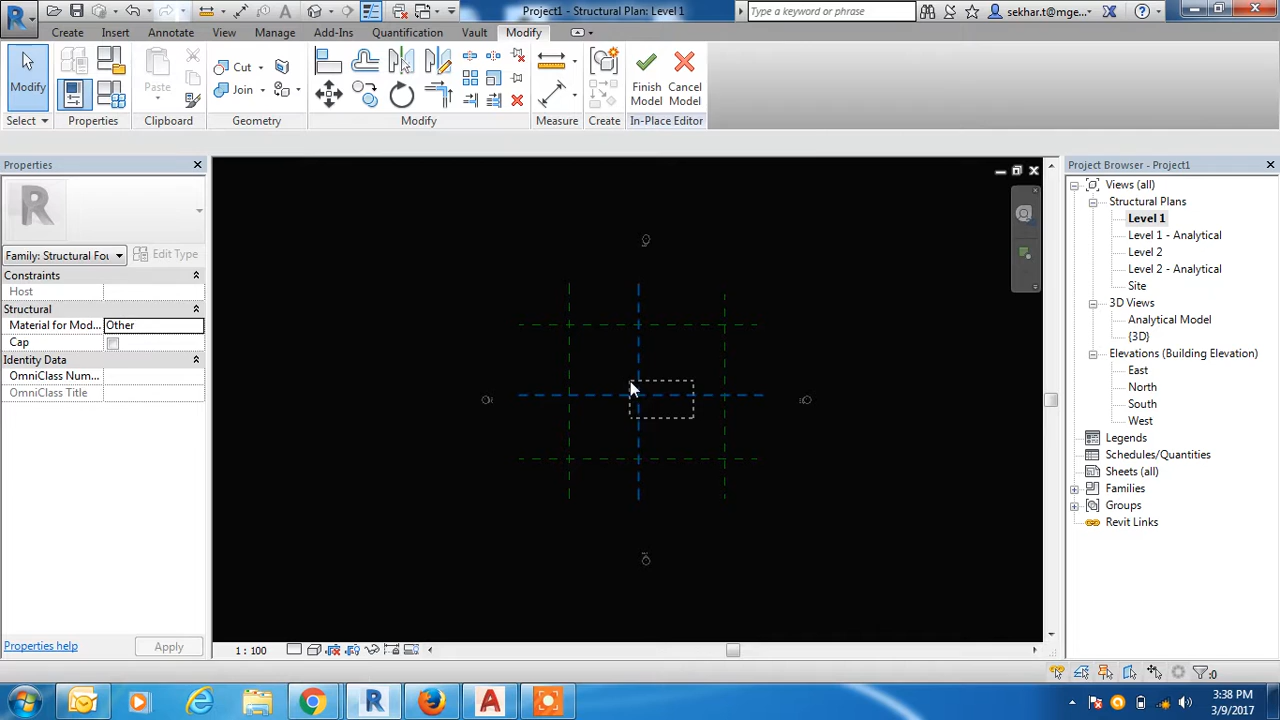 Project1 - Structural Plan: Level 1
Type a keyword or phrase
sekhar.t@mge...
Create
Insert
Annotate
View
Manage
Add-Ins
Quantification
Vault
Modify
Modify
Paste
Cut
Join
Finish Model
Cancel Model
Select
Properties
Clipboard
Geometry
Modify
Measure
Create
In-Place Editor
Properties
R
Family: Structural Fou
Edit Type
Constraints
Host
Structural
Material for Mod... Other
Cap
Identity Data
OmniClass Num...
OmniClass Title
Properties help
Apply
Project Browser - Project1
Views (all)
Structural Plans
Level 1
Level 1 - Analytical
Level 2
Level 2 - Analytical
Site
3D Views
Analytical Model
{3D}
Elevations (Building Elevation)
East
North
South
West
Legends
Schedules/Quantities
Sheets (all)
Families
Groups
Revit Links
1 : 100
:0
3:38 PM
3/9/2017